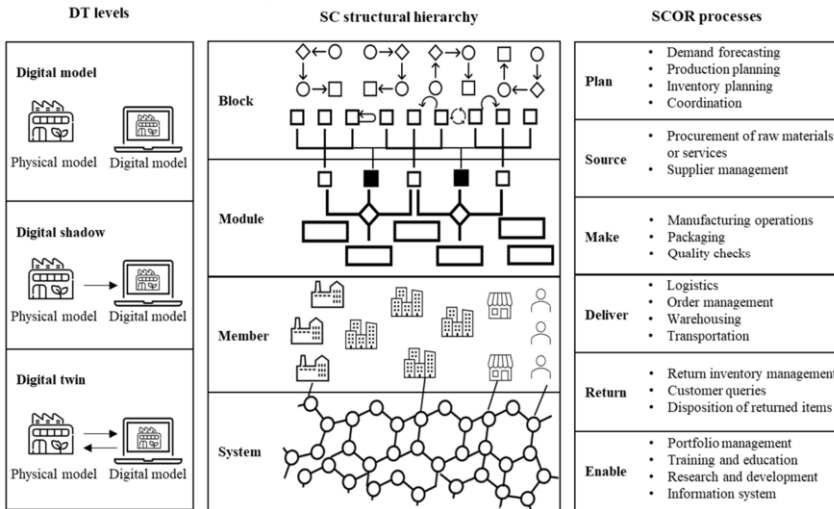 DT levels
Digital model
Physical model Digital model
Digital shadow
Physical model Digital model
Digital twin
Physical model Digital model
SC structural hierarchy
Block
Module
Member
System
SCOR processes
Plan
• Demand forecasting
• Production planning
• Inventory planning
• Coordination
Source
• Procurement of raw materials
or services
• Supplier management
Make
• Manufacturing operations
• Packaging
• Quality checks
Deliver
• Logistics
• Order management
• Warehousing
• Transportation
Return
• Return inventory management
• Customer queries
• Disposition of returned items
Enable
• Portfolio management
• Training and education
• Research and development
• Information system